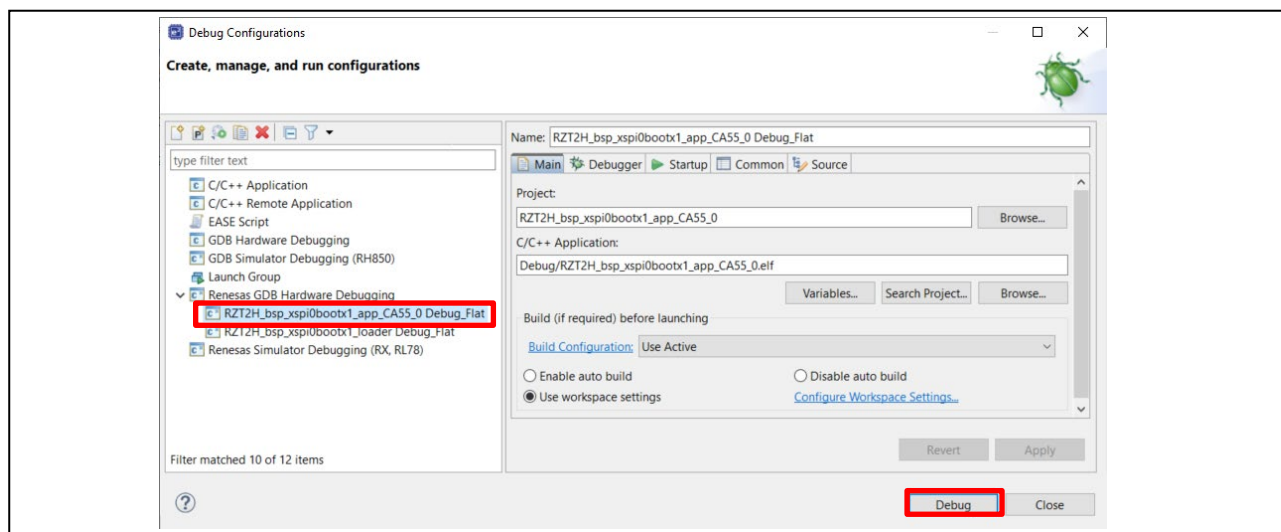 Debug Configurations
Create, manage, and run configurations
type filter text
C/C++ Application
C/C++ Remote Application
EASE Script
GDB Hardware Debugging
GDB Simulator Debugging (RH850)
Launch Group
Renesas GDB Hardware Debugging
RZT2H_bsp_xspi0bootx1_app_CA55_0 Debug_Flat
RZT2H_bsp_xspi0bootx1_loader Debug_Flat
Renesas Simulator Debugging (RX, RL78)
Filter matched 10 of 12 items
Name: RZT2H_bsp_xspi0bootx1_app_CA55_0 Debug_Flat
Main Debugger Startup Common Source
Project:
RZT2H_bsp_xspi0bootx1_app_CA55_0 Browse...
C/C++ Application:
Debug/RZT2H_bsp_xspi0bootx1_app_CA55_0.elf
Variables... Search Project... Browse...
Build (if required) before launching
Build Configuration: Use Active
Enable auto build Disable auto build
Use workspace settings Configure Workspace Settings...
Revert Apply
Debug Close